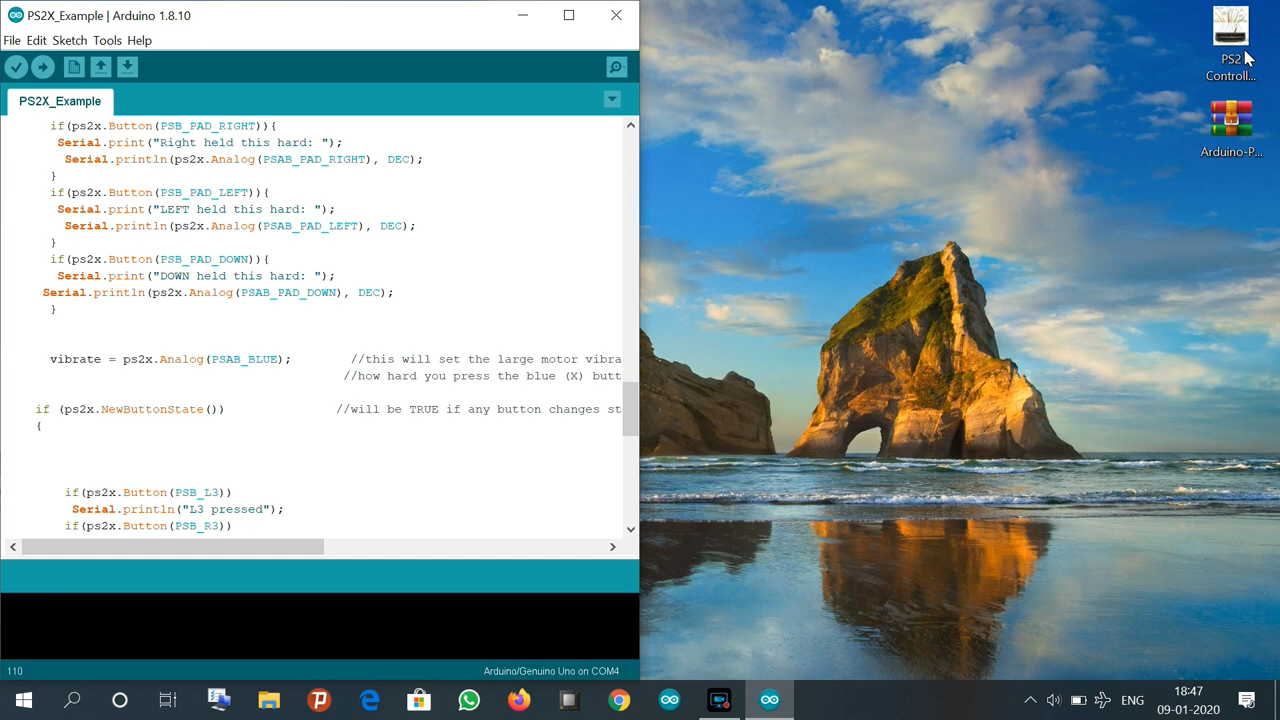 PS2X_Example | Arduino 1.8.10
File Edit Sketch Tools Help
PS2X_Example
if(ps2x.Button(PSB_PAD_RIGHT)){
Serial.print("Right held this hard: ");
Serial.println(ps2x.Analog(PSAB_PAD_RIGHT), DEC);
}
if(ps2x.Button(PSB_PAD_LEFT)){
Serial.print("LEFT held this hard: ");
Serial.println(ps2x.Analog(PSAB_PAD_LEFT), DEC);
}
if(ps2x.Button(PSB_PAD_DOWN)){
Serial.print("DOWN held this hard: ");
Serial.println(ps2x.Analog(PSAB_PAD_DOWN), DEC);
}
vibrate = ps2x.Analog(PSAB_BLUE); //this will set the large motor vibra
//how hard you press the blue (X) butt
if (ps2x.NewButtonState()) //will be TRUE if any button changes st
{
if(ps2x.Button(PSB_L3))
Serial.println("L3 pressed");
if(ps2x.Button(PSB_R3))
110 Arduino/Genuino Uno on COM4
PS2
Controll...
Arduino-P...
ENG
18:47
09-01-2020